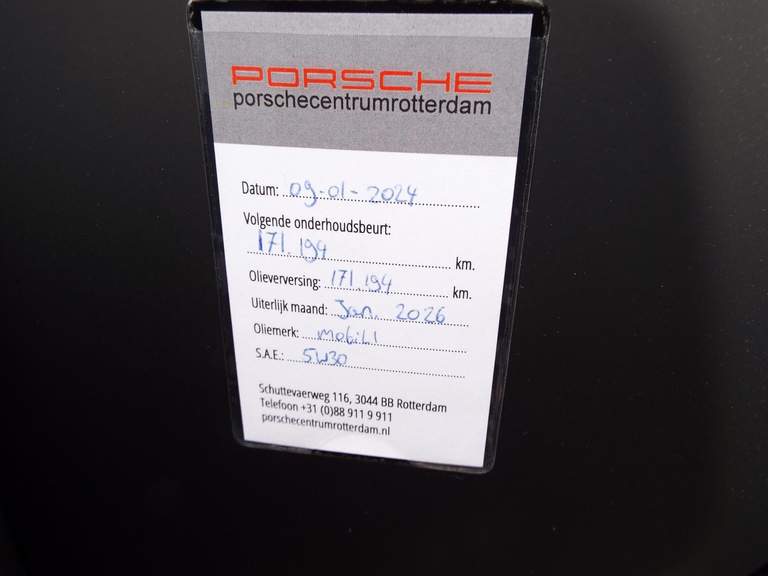 PORSCHE
porschecentrumrotterdam
Datum: 09-01-2024
Volgende onderhoudsbeurt:
171.194 km.
Olieverversing: 171.194 km.
Uiterlijk maand: Jan. 2026
Oliemerk: mobil 1
S.A.E.: 5W30
Schuttevaerweg 116, 3044 BB Rotterdam
Telefoon +31 (0)88 911 9 911
porschecentrumrotterdam.nl